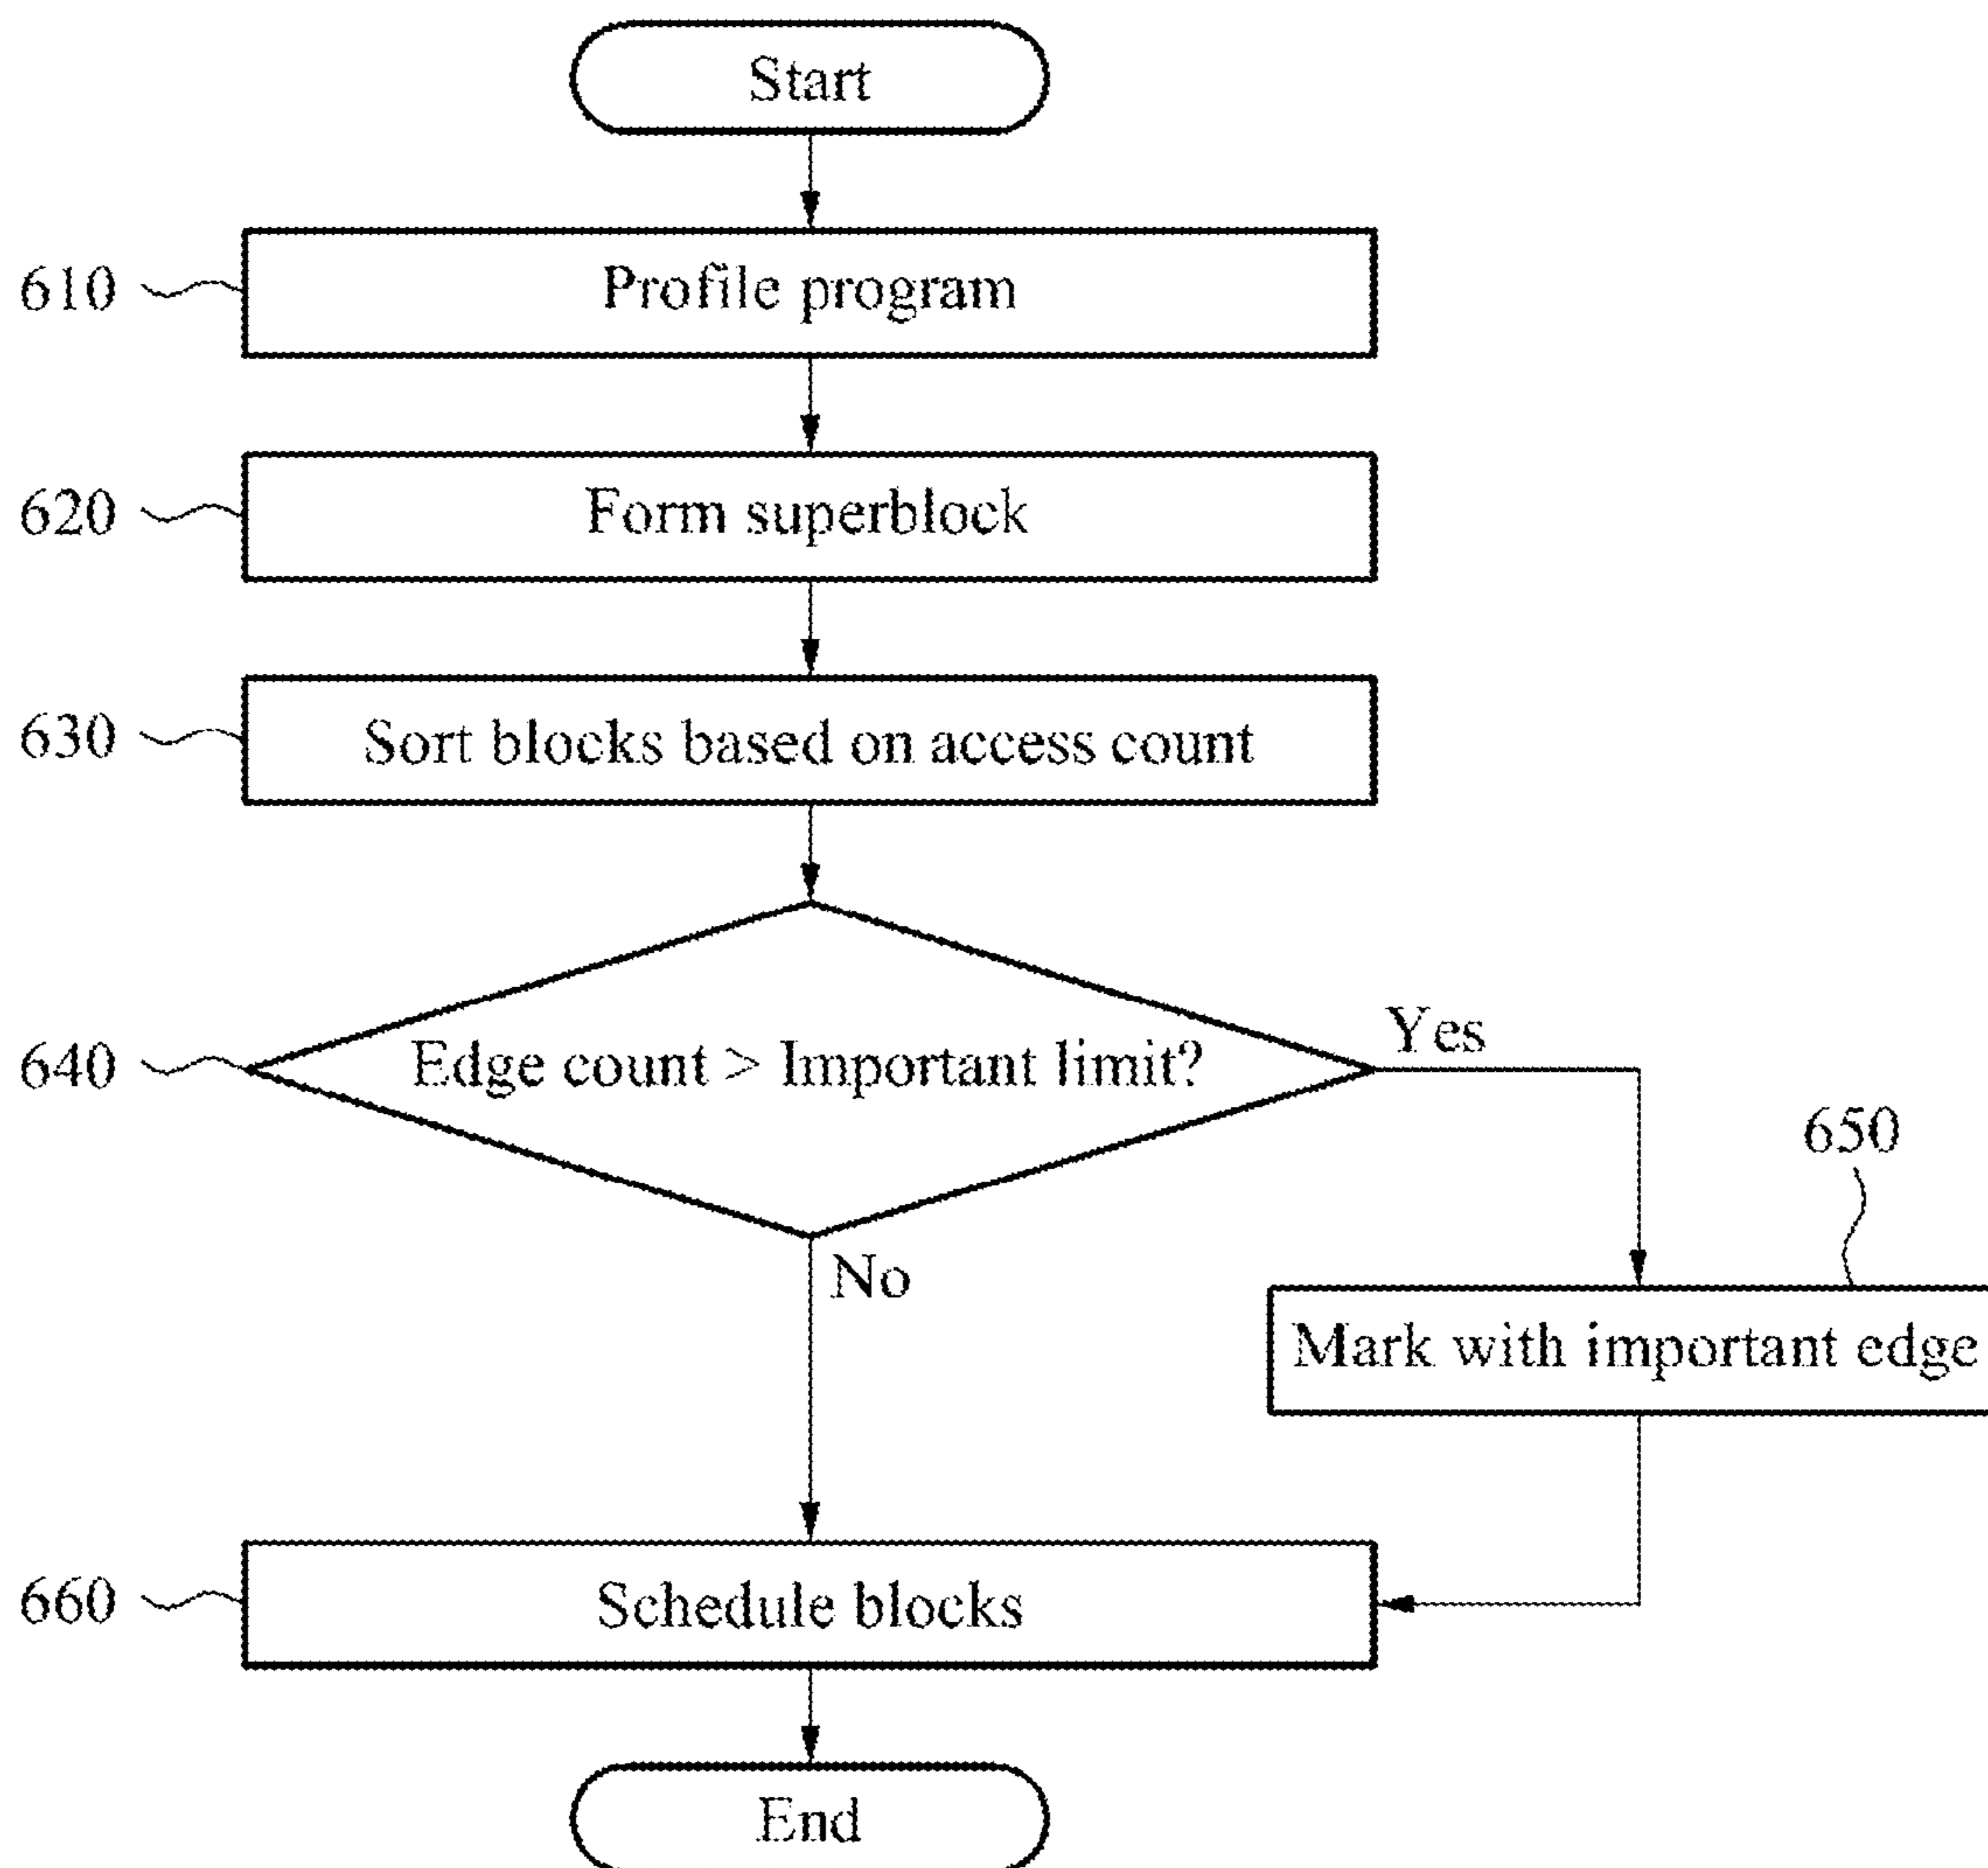 Start
610
Profile program
620
Form superblock
630
Sort blocks based on access count
640
Edge count > Important limit?
Yes
650
No
Mark with important edge
660
Schedule blocks
End